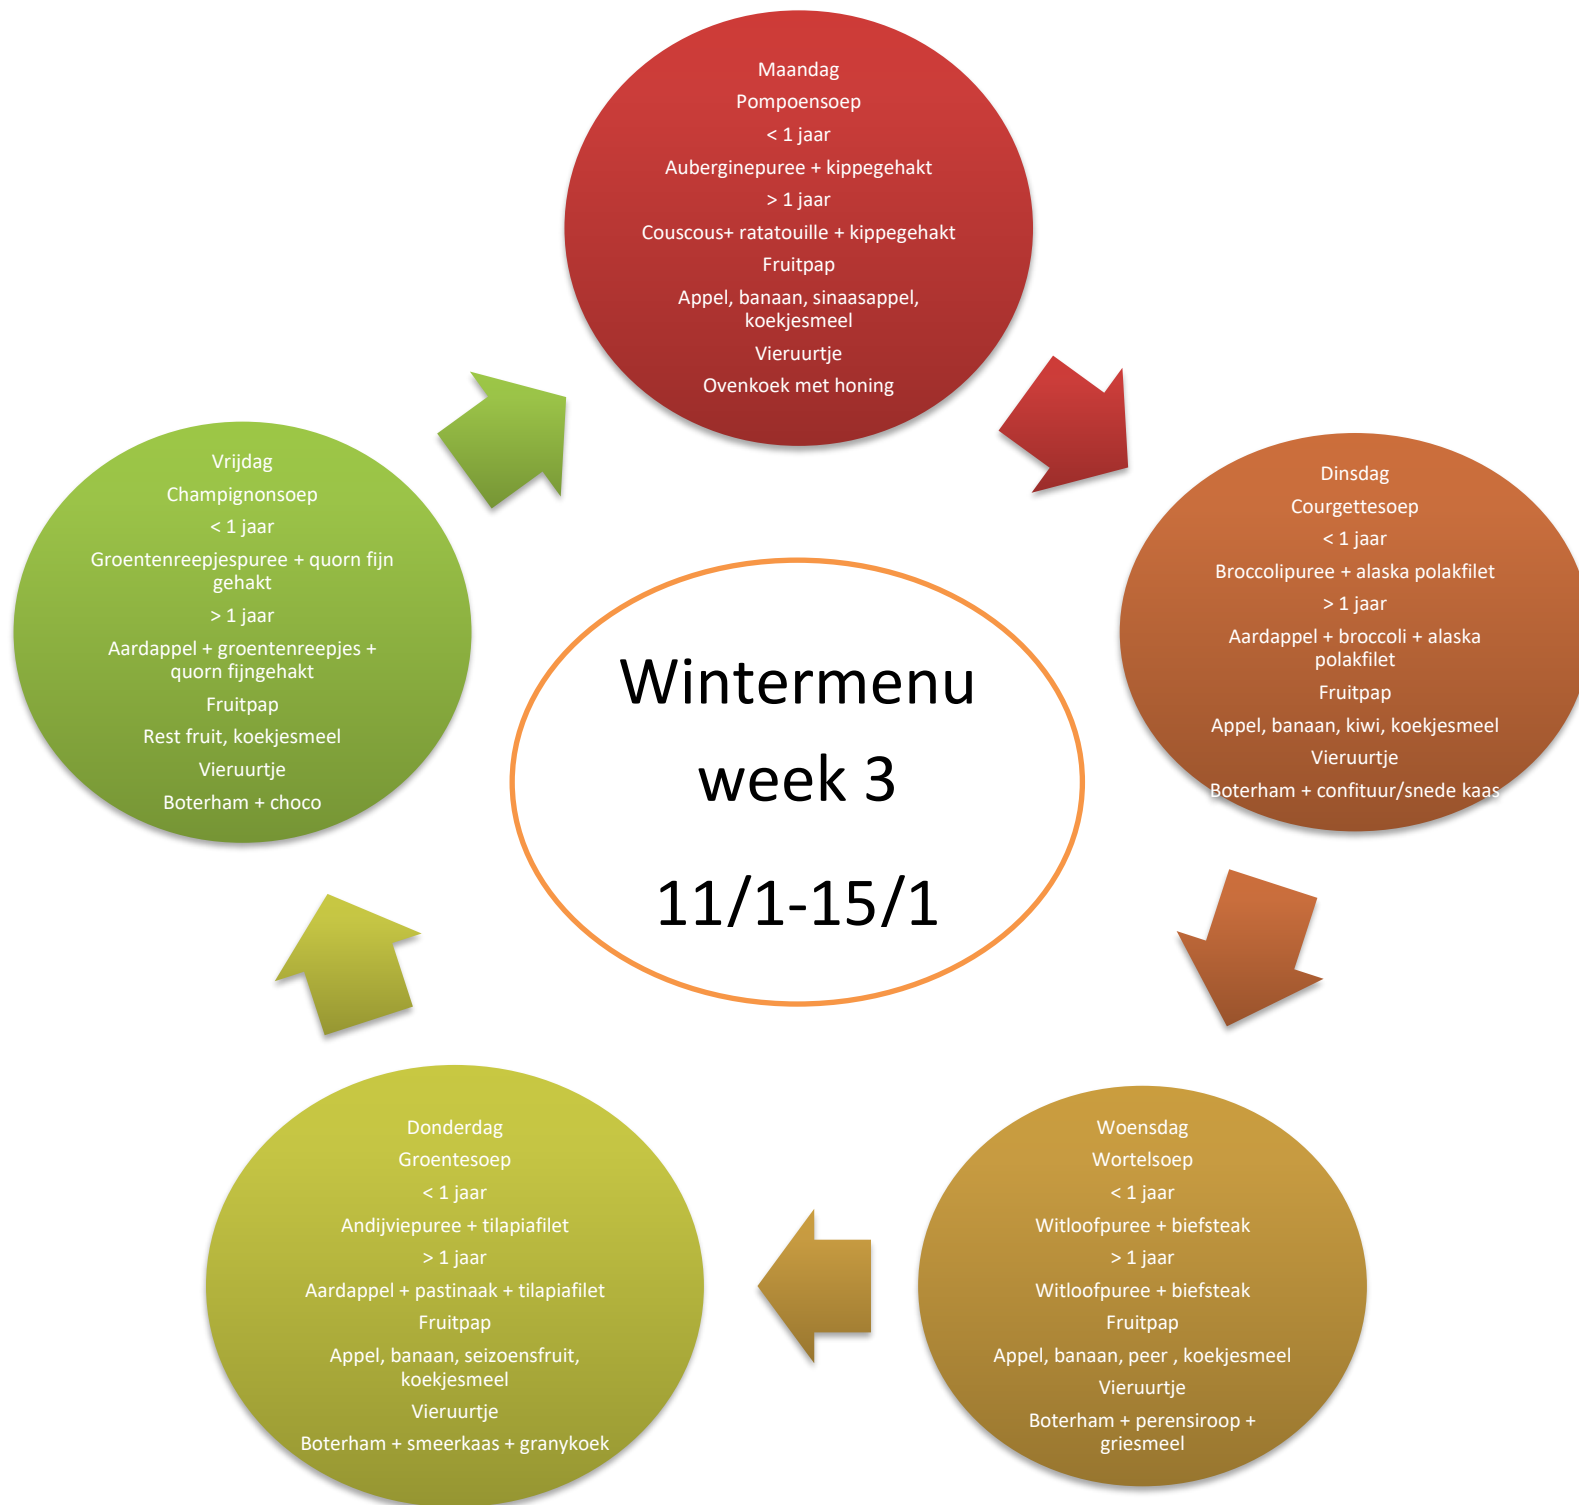 Maandag
Pompoensoep
< 1 jaar
Auberginepuree + kippegehakt
> 1 jaar
Couscous+ ratatouille + kippegehakt
Fruitpap
Appel, banaan, sinaasappel,
koekjesmeel
Vieruurtje
Ovenkoek met honing
Dinsdag
Courgettesoep
< 1 jaar
Broccolipuree + alaska polakfilet
> 1 jaar
Aardappel + broccoli + alaska
polakfilet
Fruitpap
Appel, banaan, kiwi, koekjesmeel
Vieruurtje
Boterham + confituur/snede kaas
Woensdag
Wortelsoep
< 1 jaar
Witloofpuree + biefsteak
> 1 jaar
Witloofpuree + biefsteak
Fruitpap
Appel, banaan, peer , koekjesmeel
Vieruurtje
Boterham + perensiroop +
griesmeel
Donderdag
Groentesoep
< 1 jaar
Andijviepuree + tilapiafilet
> 1 jaar
Aardappel + pastinaak + tilapiafilet
Fruitpap
Appel, banaan, seizoensfruit,
koekjesmeel
Vieruurtje
Boterham + smeerkaas + granykoek
Vrijdag
Champignonsoep
< 1 jaar
Groentenreepjespuree + quorn fijn
gehakt
> 1 jaar
Aardappel + groentenreepjes +
quorn fijngehakt
Fruitpap
Rest fruit, koekjesmeel
Vieruurtje
Boterham + choco
Wintermenu
week 3
11/1-15/1